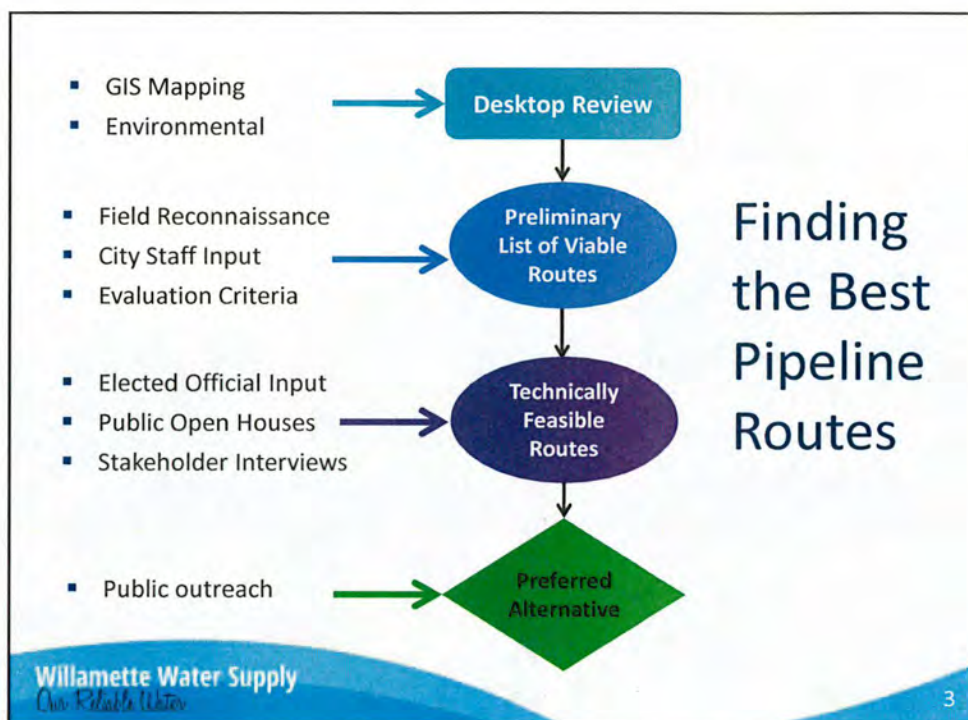 GIS Mapping
Environmental
Desktop Review
Field Reconnaissance
City Staff Input
Evaluation Criteria
Preliminary
List of Viable
Routes
Elected Official Input
Public Open Houses
Stakeholder Interviews
Technically
Feasible
Routes
Public outreach
Preferred
Alternative
Finding
the Best
Pipeline
Routes
Willamette Water Supply
Our Reliable Water
3